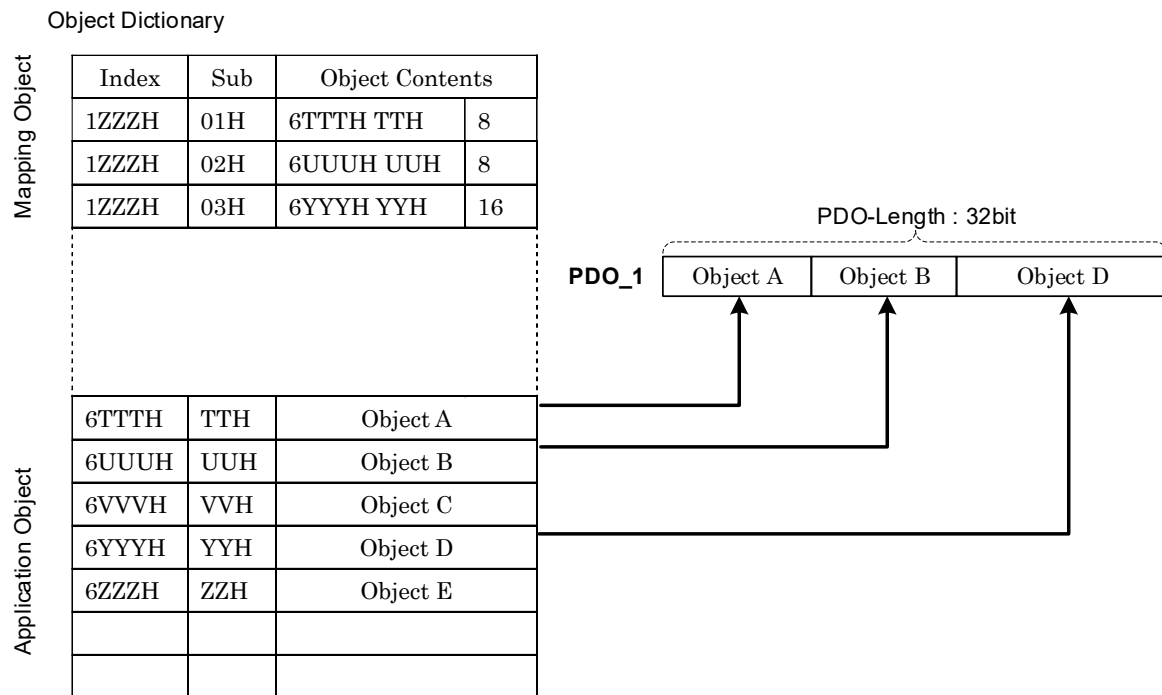 Object Dictionary
Mapping Object
Index Sub Object Contents
1ZZZH 01H 6TTTH TTH 8
1ZZZH 02H 6UUUH UUH 8
1ZZZH 03H 6YYYH YYH 16
PDO-Length : 32bit
PDO_1 Object A Object B Object D
Application Object
6TTTH TTH Object A
6UUUH UUH Object B
6VVVH VVH Object C
6YYYH YYH Object D
6ZZZH ZZH Object E